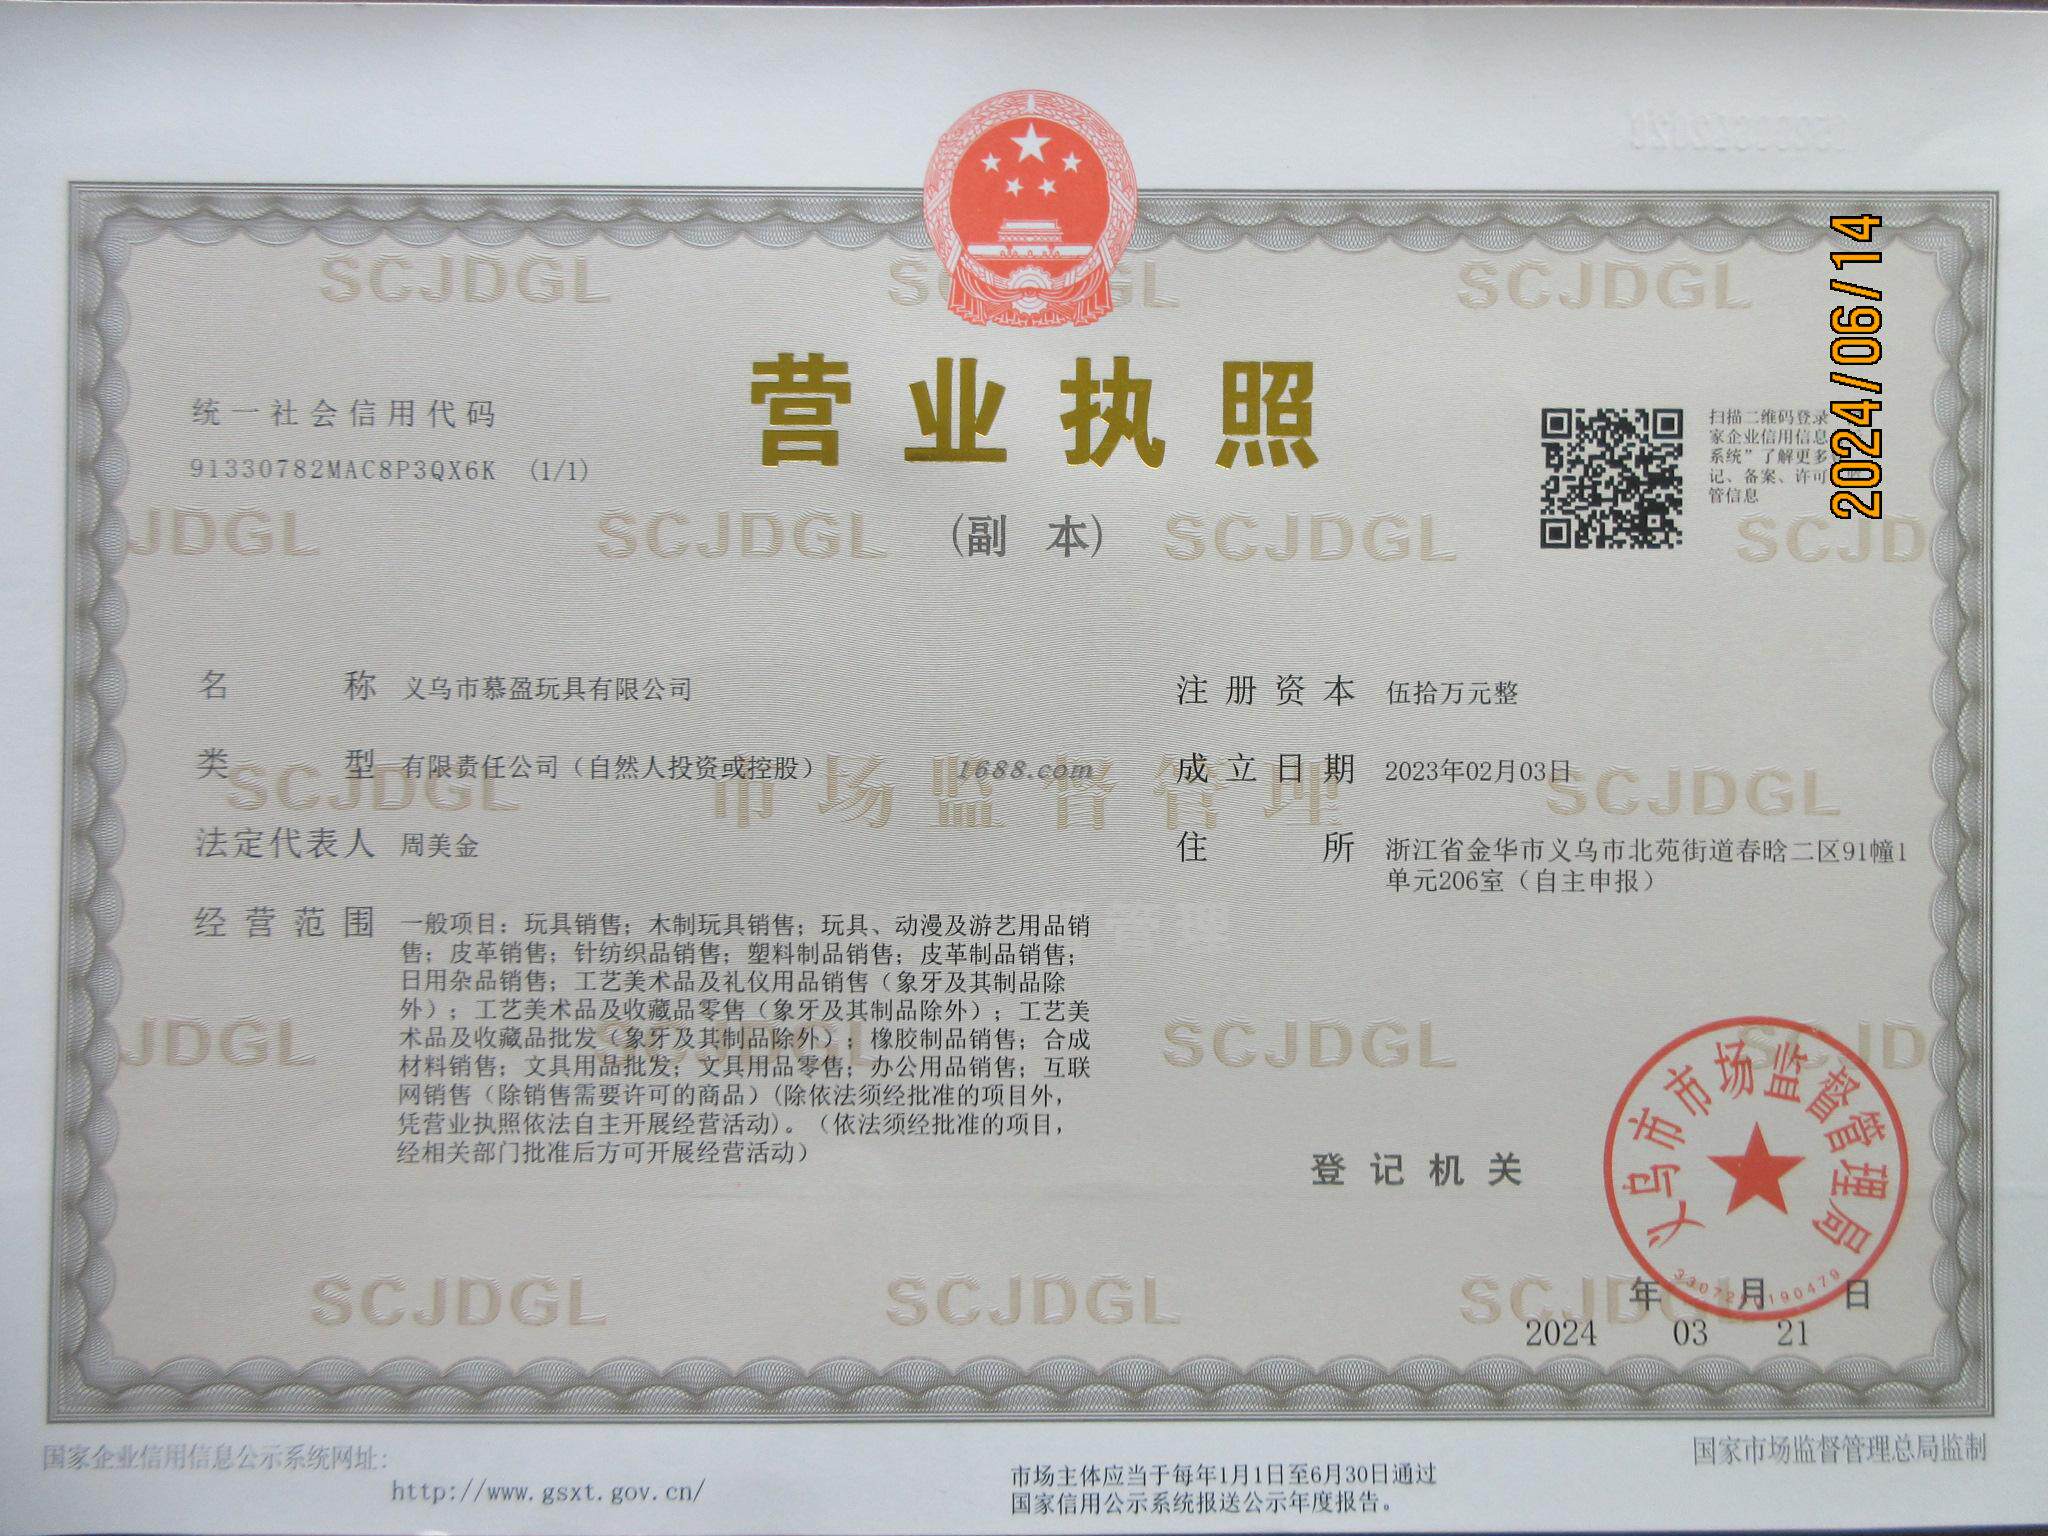 2024/06/14
营业执照
(副 本)
统一社会信用代码
91330782MAC8P3QX6K (1/1)
扫描二维码登录
家企业信用信息
系统”了解更多
记、备案、许可
管信息
名 称 义乌市慕盈玩具有限公司
类 型 有限责任公司（自然人投资或控股）
法定代表人 周美金
经营范围 一般项目：玩具销售；木制玩具销售；玩具、动漫及游艺用品销
售；皮革销售；针纺织品销售；塑料制品销售；皮革制品销售；
日用杂品销售；工艺美术品及礼仪用品销售（象牙及其制品除
外）；工艺美术品及收藏品零售（象牙及其制品除外）；工艺美
术品及收藏品批发（象牙及其制品除外）；橡胶制品销售；合成
材料销售；文具用品批发；文具用品零售；办公用品销售；互联
网销售（除销售需要许可的商品）(除依法须经批准的项目外，
凭营业执照依法自主开展经营活动)。（依法须经批准的项目，
经相关部门批准后方可开展经营活动）
注册资本 伍拾万元整
成立日期 2023年02月03日
住 所 浙江省金华市义乌市北苑街道春晗二区91幢1
单元206室（自主申报）
1688.com
市场监督管理
SCJDGL
登记机关
义乌市市场监督管理局
年 月 日
2024 03 21
国家企业信用信息公示系统网址：
http://www.gsxt.gov.cn/
市场主体应当于每年1月1日至6月30日通过
国家信用公示系统报送公示年度报告。
国家市场监督管理总局监制